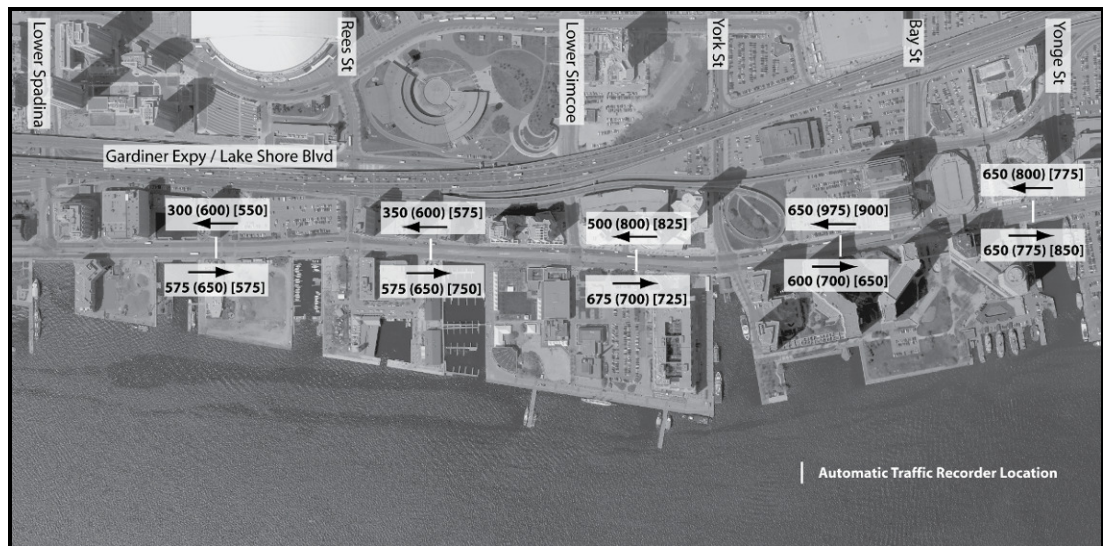 Lower Spadina
Rees St
Lower Simcoe
York St
Bay St
Yonge St
Gardiner Expy / Lake Shore Blvd
650 (800) [775]
300 (600) [550]
350 (600) [575]
500 (800) [825]
650 (975) [900]
575 (650) [575]
575 (650) [750]
675 (700) [725]
600 (700) [650]
650 (775) [850]
Automatic Traffic Recorder Location